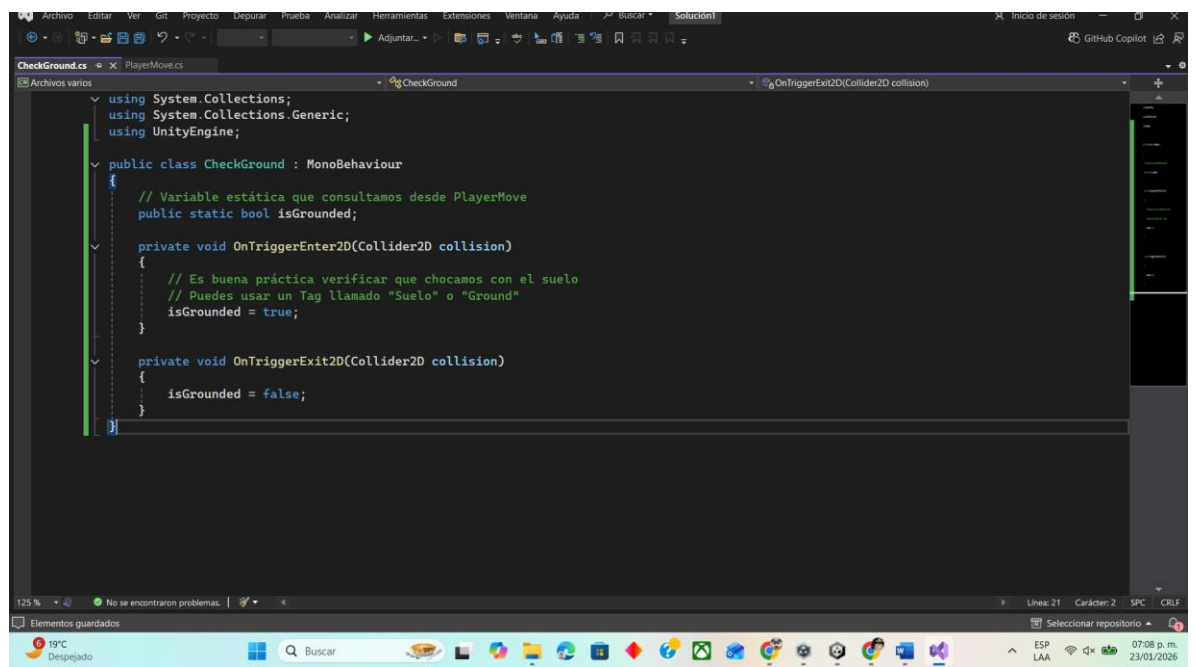 Archivo Editar Ver Git Proyecto Depurar Prueba Analizar Herramientas Extensiones Ventana Ayuda Buscar Solución1 Inicio de sesión
Adjuntar... GitHub Copilot
CheckGround.cs PlayerMove.cs
Archivos varios CheckGround OnTriggerExit2D(Collider2D collision)
using System.Collections;
using System.Collections.Generic;
using UnityEngine;
public class CheckGround : MonoBehaviour
{
// Variable estática que consultamos desde PlayerMove
public static bool isGrounded;
private void OnTriggerEnter2D(Collider2D collision)
{
// Es buena práctica verificar que chocamos con el suelo
// Puedes usar un Tag llamado "Suelo" o "Ground"
isGrounded = true;
}
private void OnTriggerExit2D(Collider2D collision)
{
isGrounded = false;
}
}
125 % No se encontraron problemas. Línea: 21 Carácter: 2 SPC CRLF
Elementos guardados Seleccionar repositorio
6 19°C Buscar ESP 07:08 p. m.
Despejado LAA 23/01/2026